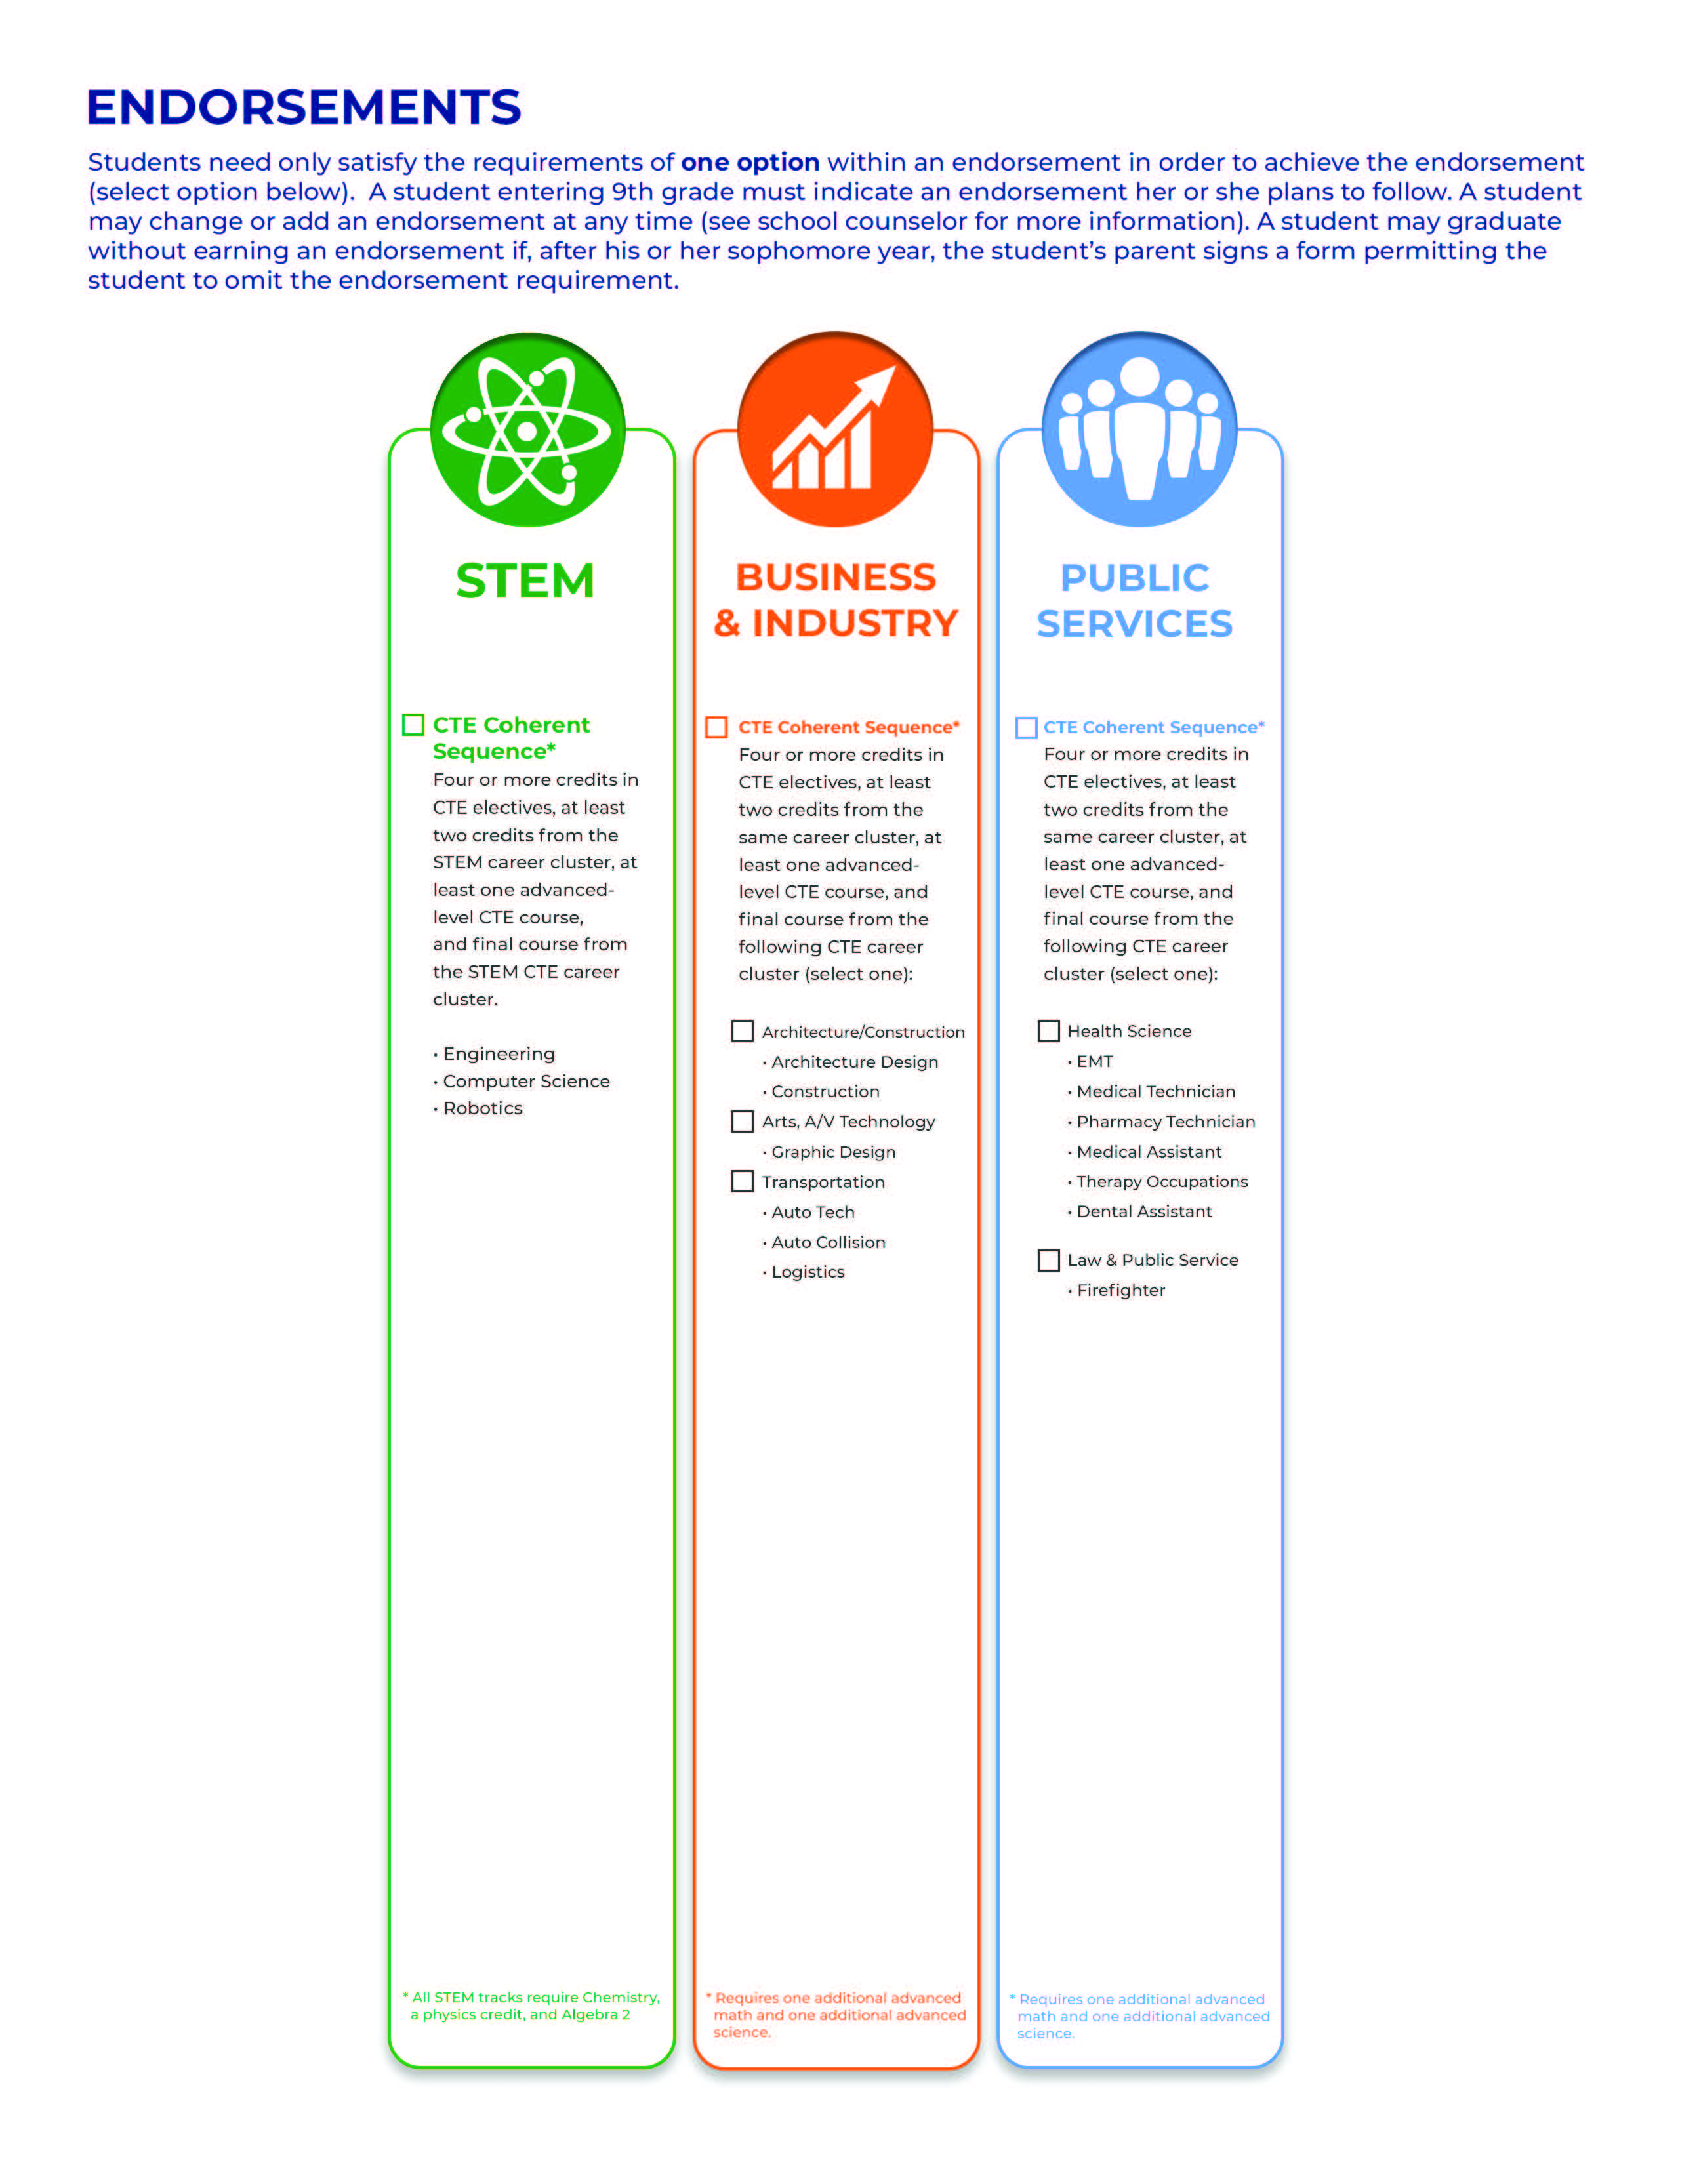 ENDORSEMENTS
Students need only satisfy the requirements of one option within an endorsement in order to achieve the endorsement
(select option below).  A student entering 9th grade must indicate an endorsement her or she plans to follow. A student
may change or add an endorsement at any time (see school counselor for more information). A student may graduate
without earning an endorsement if, after his or her sophomore year, the student's parent signs a form permitting the
student to omit the endorsement requirement.
STEM
CTE Coherent
Sequence*
Four or more credits in
CTE electives, at least
two credits from the
STEM career cluster, at
least one advanced-
level CTE course,
and final course from
the STEM CTE career
cluster.
• Engineering
• Computer Science
• Robotics
* All STEM tracks require Chemistry,
a physics credit, and Algebra 2
BUSINESS
& INDUSTRY
CTE Coherent Sequence*
Four or more credits in
CTE electives, at least
two credits from the
same career cluster, at
least one advanced-
level CTE course, and
final course from the
following CTE career
cluster (select one):
Architecture/Construction
• Architecture Design
• Construction
Arts, A/V Technology
• Graphic Design
Transportation
• Auto Tech
• Auto Collision
• Logistics
* Requires one additional advanced
math and one additional advanced
science.
PUBLIC
SERVICES
CTE Coherent Sequence*
Four or more credits in
CTE electives, at least
two credits from the
same career cluster, at
least one advanced-
level CTE course, and
final course from the
following CTE career
cluster (select one):
Health Science
• EMT
• Medical Technician
• Pharmacy Technician
• Medical Assistant
• Therapy Occupations
• Dental Assistant
Law & Public Service
• Firefighter
* Requires one additional advanced
math and one additional advanced
science.